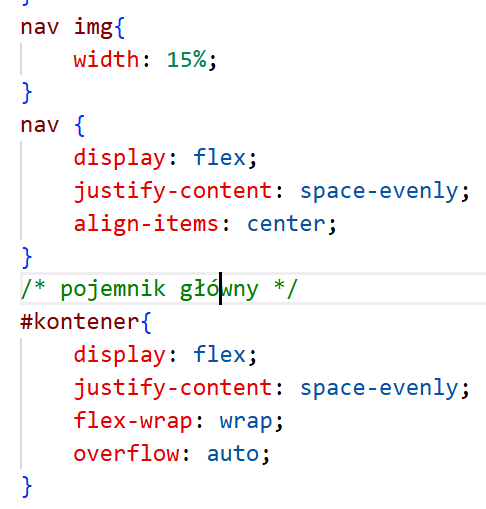 }
nav img{
    width: 15%;
}
nav {
    display: flex;
    justify-content: space-evenly;
    align-items: center;
}
/* pojemnik główny */
#kontener{
    display: flex;
    justify-content: space-evenly;
    flex-wrap: wrap;
    overflow: auto;
}